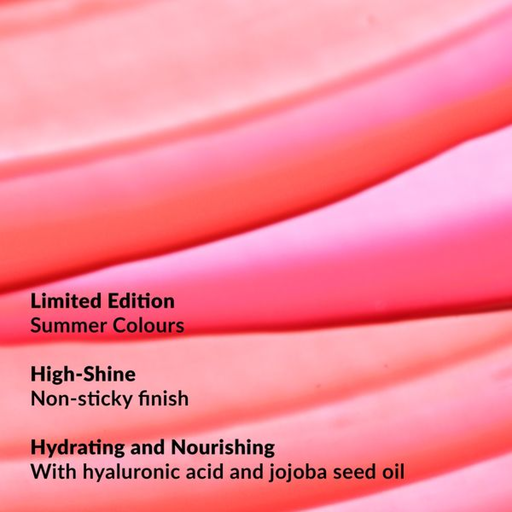 Limited Edition
Summer Colours
High-Shine
Non-sticky finish
Hydrating and Nourishing
With hyaluronic acid and jojoba seed oil